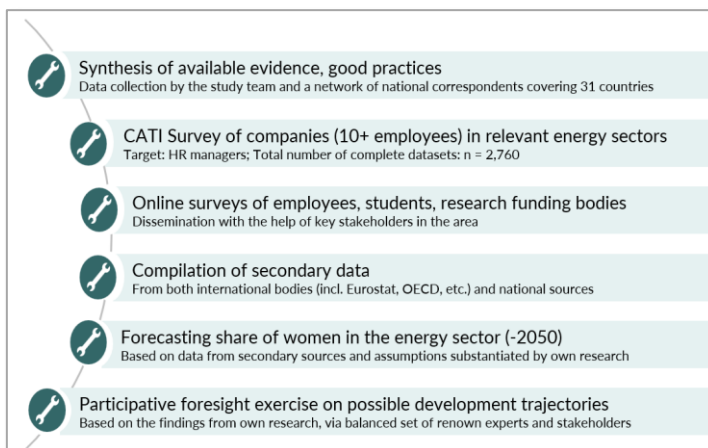 Synthesis of available evidence, good practices
Data collection by the study team and a network of national correspondents covering 31 countries
CATI Survey of companies (10+ employees) in relevant energy sectors
Target: HR managers; Total number of complete datasets: n = 2,760
Online surveys of employees, students, research funding bodies
Dissemination with the help of key stakeholders in the area
Compilation of secondary data
From both international bodies (incl. Eurostat, OECD, etc.) and national sources
Forecasting share of women in the energy sector (-2050)
Based on data from secondary sources and assumptions substantiated by own research
Participative foresight exercise on possible development trajectories
Based on the findings from own research, via balanced set of renown experts and stakeholders